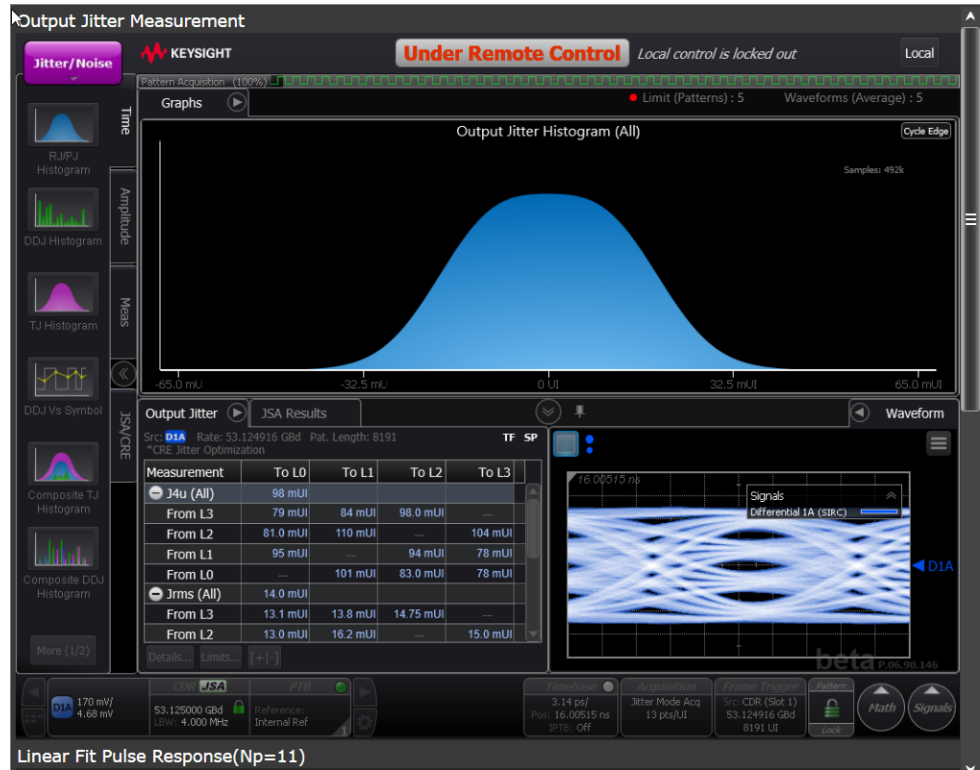 Output Jitter Measurement
Jitter/Noise
KEYSIGHT
Under Remote Control
Local control is locked out
Local
Pattern Acquisition (100%)
Graphs
Limit (Patterns) : 5
Waveforms (Average) : 5
Time
Amplitude
Meas
JSA/CRE
RJ/PJ
Histogram
DDJ Histogram
TJ Histogram
DDJ Vs Symbol
Composite TJ
Histogram
Composite DDJ
Histogram
More (1/2)
Output Jitter Histogram (All)
Cycle Edge
Samples: 492k
-65.0 mU
-32.5 mU
0 UI
32.5 mUI
65.0 mUI
Output Jitter
JSA Results
Waveform
Src: D1A Rate: 53.124916 GBd Pat. Length: 8191
TF SP
*CRE Jitter Optimization
Measurement To L0 To L1 To L2 To L3
J4u (All) 98 mUI
From L3 79 mUI 84 mUI 98.0 mUI --
From L2 81.0 mUI 110 mUI -- 104 mUI
From L1 95 mUI -- 94 mUI 78 mUI
From L0 -- 101 mUI 83.0 mUI 78 mUI
Jrms (All) 14.0 mUI
From L3 13.1 mUI 13.8 mUI 14.75 mUI --
From L2 13.0 mUI 16.2 mUI -- 15.0 mUI
Details... Limits... [+|-]
16.00515 ns
Signals
Differential 1A (SIRC)
D1A
beta P.06.90.146
D1A
170 mV/
4.68 mV
CDR JSA
53.125000 GBd
LBW: 4.000 MHz
PTB
Reference:
Internal Ref
1
Timebase
3.14 ps/
Pos: 16.00515 ns
IPTB: Off
Acquisition
Jitter Mode Acq
13 pts/UI
Frame Trigger
Src: CDR (Slot 1)
53.124916 GBd
8191 UI
Pattern
Lock
Math
Signals
Linear Fit Pulse Response(Np=11)